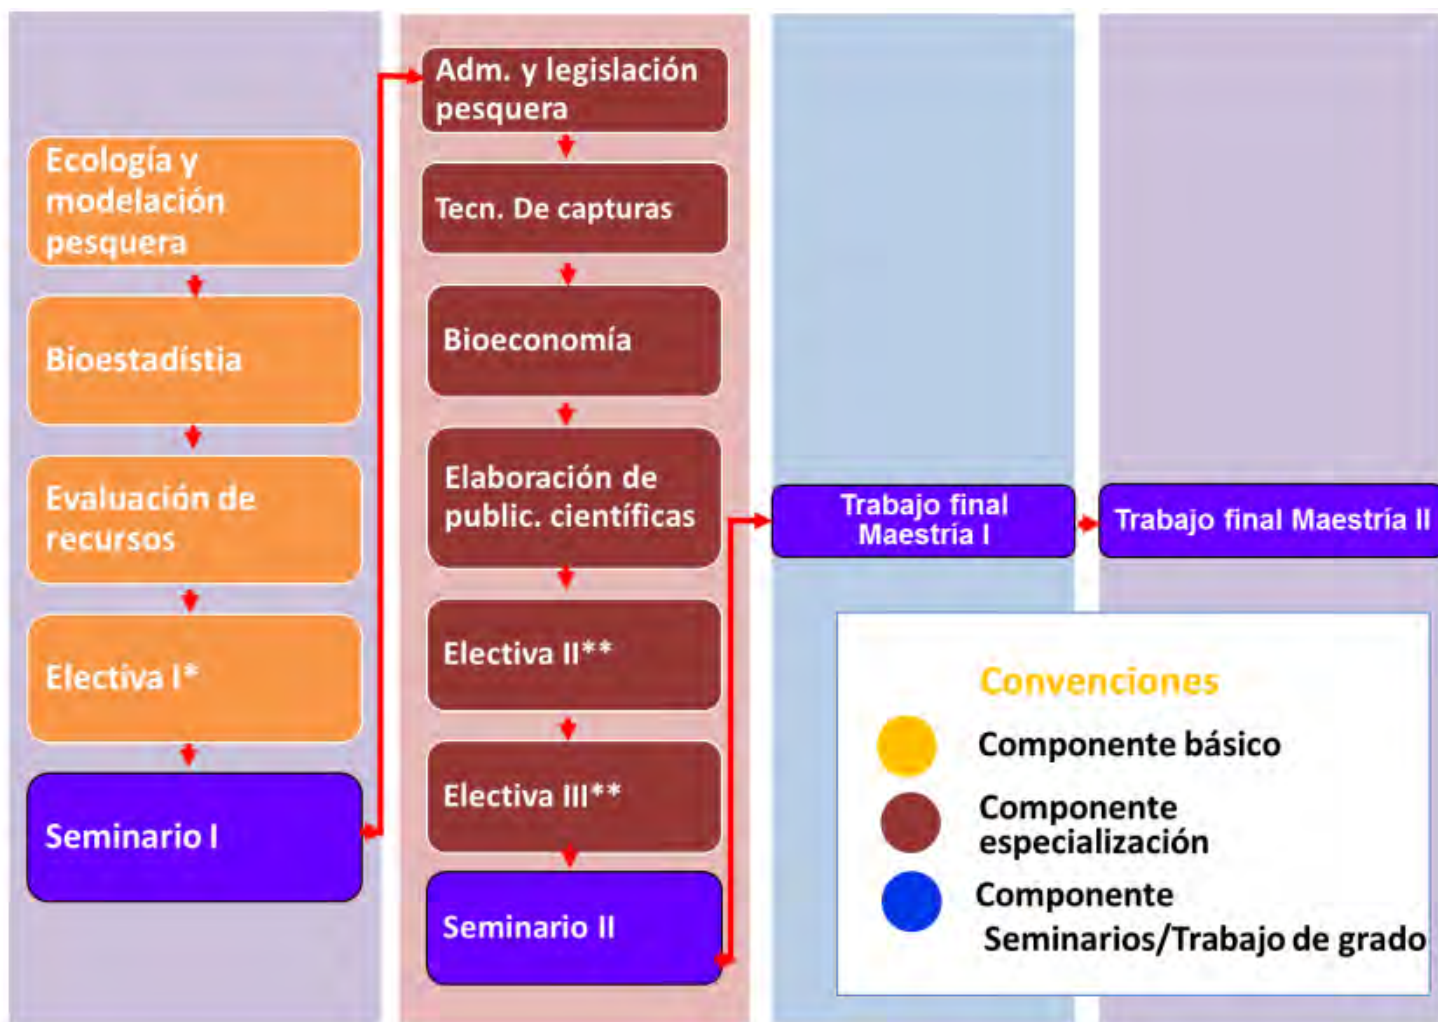 Ecología y
modelación
pesquera
Bioestadístia
Evaluación de
recursos
Electiva I*
Seminario I
Adm. y legislación
pesquera
Tecn. De capturas
Bioeconomía
Elaboración de
public. científicas
Electiva II**
Electiva III**
Seminario II
Trabajo final
Maestría I
Trabajo final Maestría II
Convenciones
Componente básico
Componente
especialización
Componente
Seminarios/Trabajo de grado